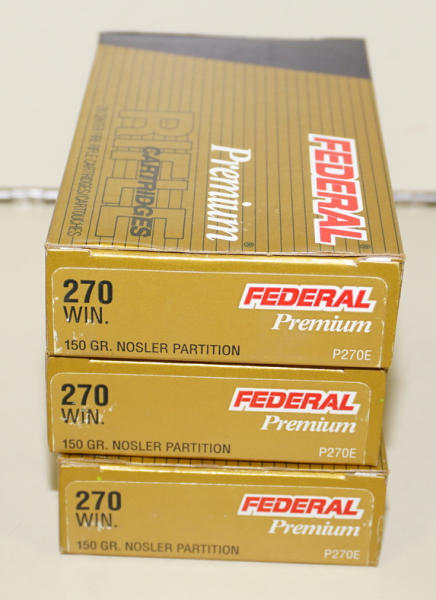 FEDERAL®
Premium®
RIFLE
CARTRIDGES
270
WIN.
FEDERAL
Premium
150 GR. NOSLER PARTITION
P270E
270
WIN.
FEDERAL
Premium
150 GR. NOSLER PARTITION
P270E
270
WIN.
FEDERAL
Premium
150 GR. NOSLER PARTITION
P270E